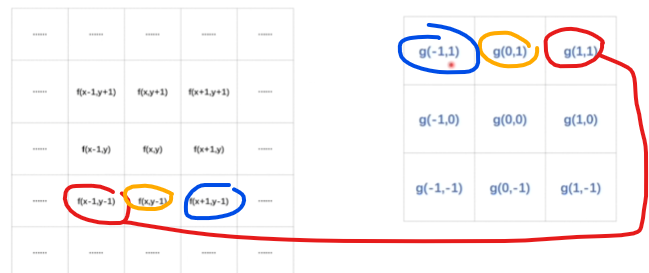 ...... ...... ...... ...... ......
...... f(x-1,y+1) f(x,y+1) f(x+1,y+1) ......
...... f(x-1,y) f(x,y) f(x+1,y) ......
...... f(x-1,y-1) f(x,y-1) f(x+1,y-1) ......
...... ...... ...... ...... ......
g(-1,1) g(0,1) g(1,1)
g(-1,0) g(0,0) g(1,0)
g(-1,-1) g(0,-1) g(1,-1)